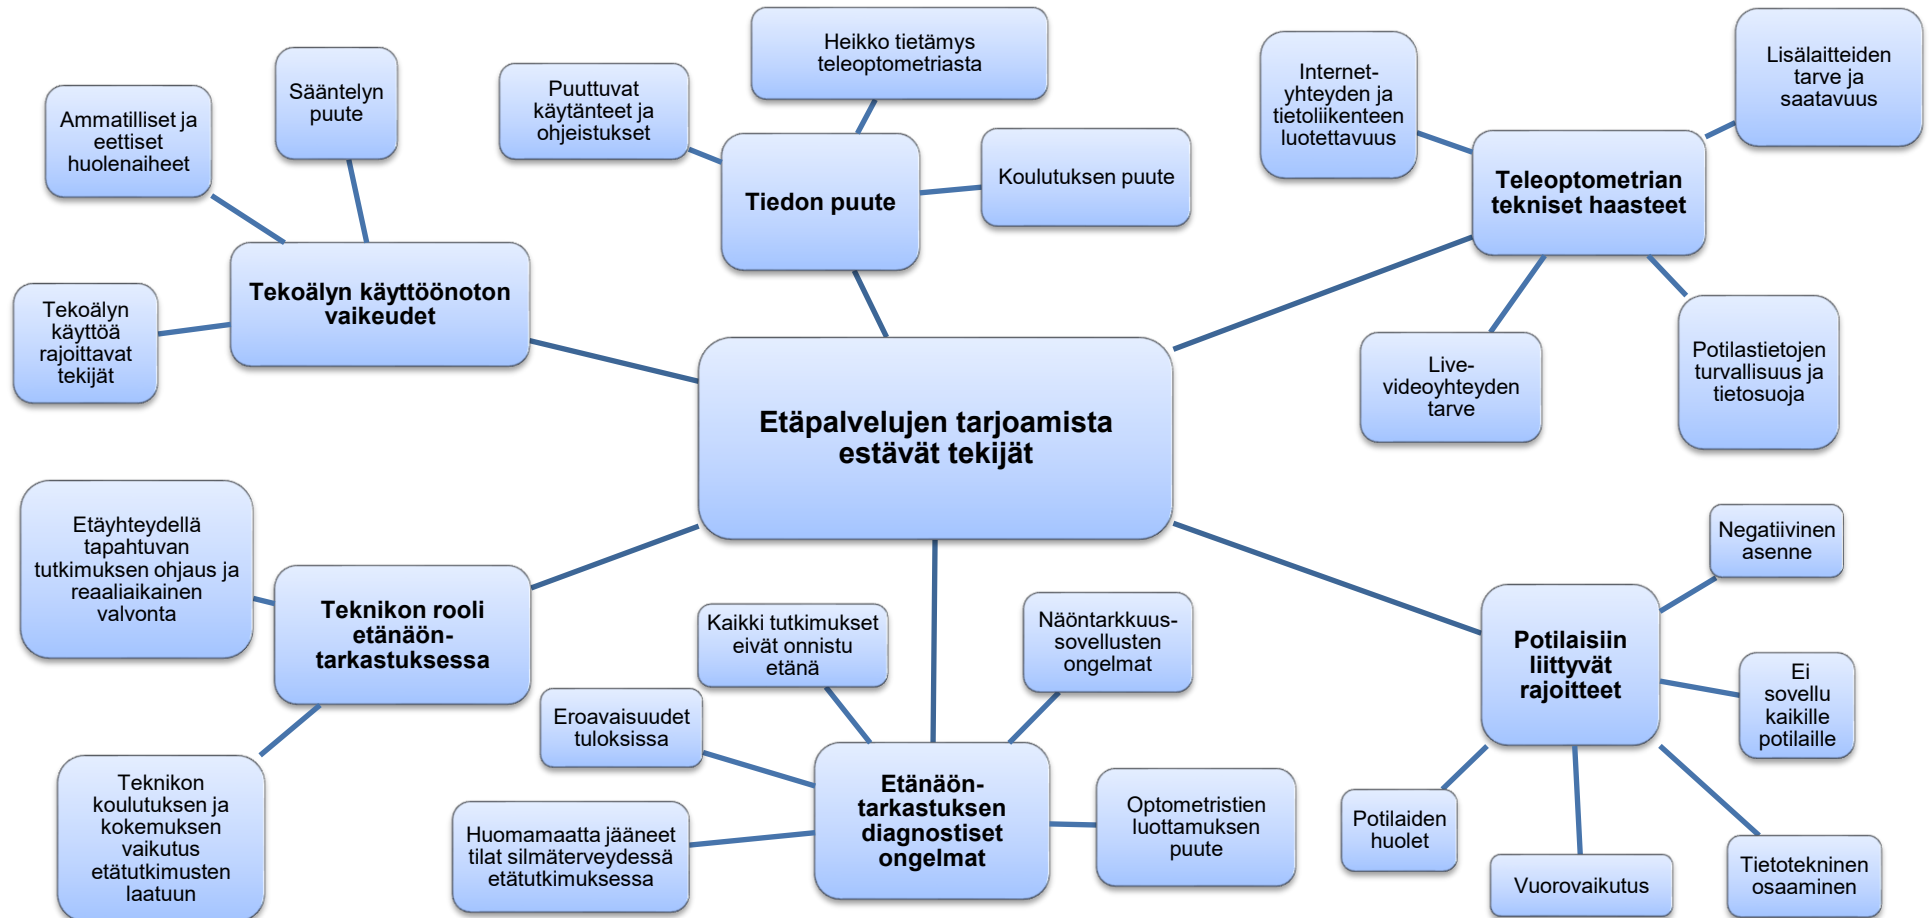 Ammatilliset ja
eettiset
huolenaiheet
Sääntelyn
puute
Tekoälyn
käyttöä
rajoittavat
tekijät
Tekoälyn käyttöönoton
vaikeudet
Puuttuvat
käytänteet ja
ohjeistukset
Heikko tietämys
teleoptometriasta
Koulutuksen puute
Tiedon puute
Internet-
yhteyden ja
tietoliikenteen
luotettavuus
Lisälaitteiden
tarve ja
saatavuus
Teleoptometrian
tekniset haasteet
Live-
videoyhteyden
tarve
Potilastietojen
turvallisuus ja
tietosuoja
Etäpalvelujen tarjoamista
estävät tekijät
Etäyhteydellä
tapahtuvan
tutkimuksen ohjaus ja
reaaliaikainen
valvonta
Teknikon rooli
etänäön-
tarkastuksessa
Teknikon
koulutuksen ja
kokemuksen
vaikutus
etätutkimusten
laatuun
Kaikki tutkimukset
eivät onnistu
etänä
Näöntarkkuus-
sovellusten
ongelmat
Eroavaisuudet
tuloksissa
Huomamaatta jääneet
tilat silmäterveydessä
etätutkimuksessa
Etänäön-
tarkastuksen
diagnostiset
ongelmat
Optometristien
luottamuksen
puute
Negatiivinen
asenne
Potilaisiin
liittyvät
rajoitteet
Ei
sovellu
kaikille
potilaille
Potilaiden
huolet
Vuorovaikutus
Tietotekninen
osaaminen